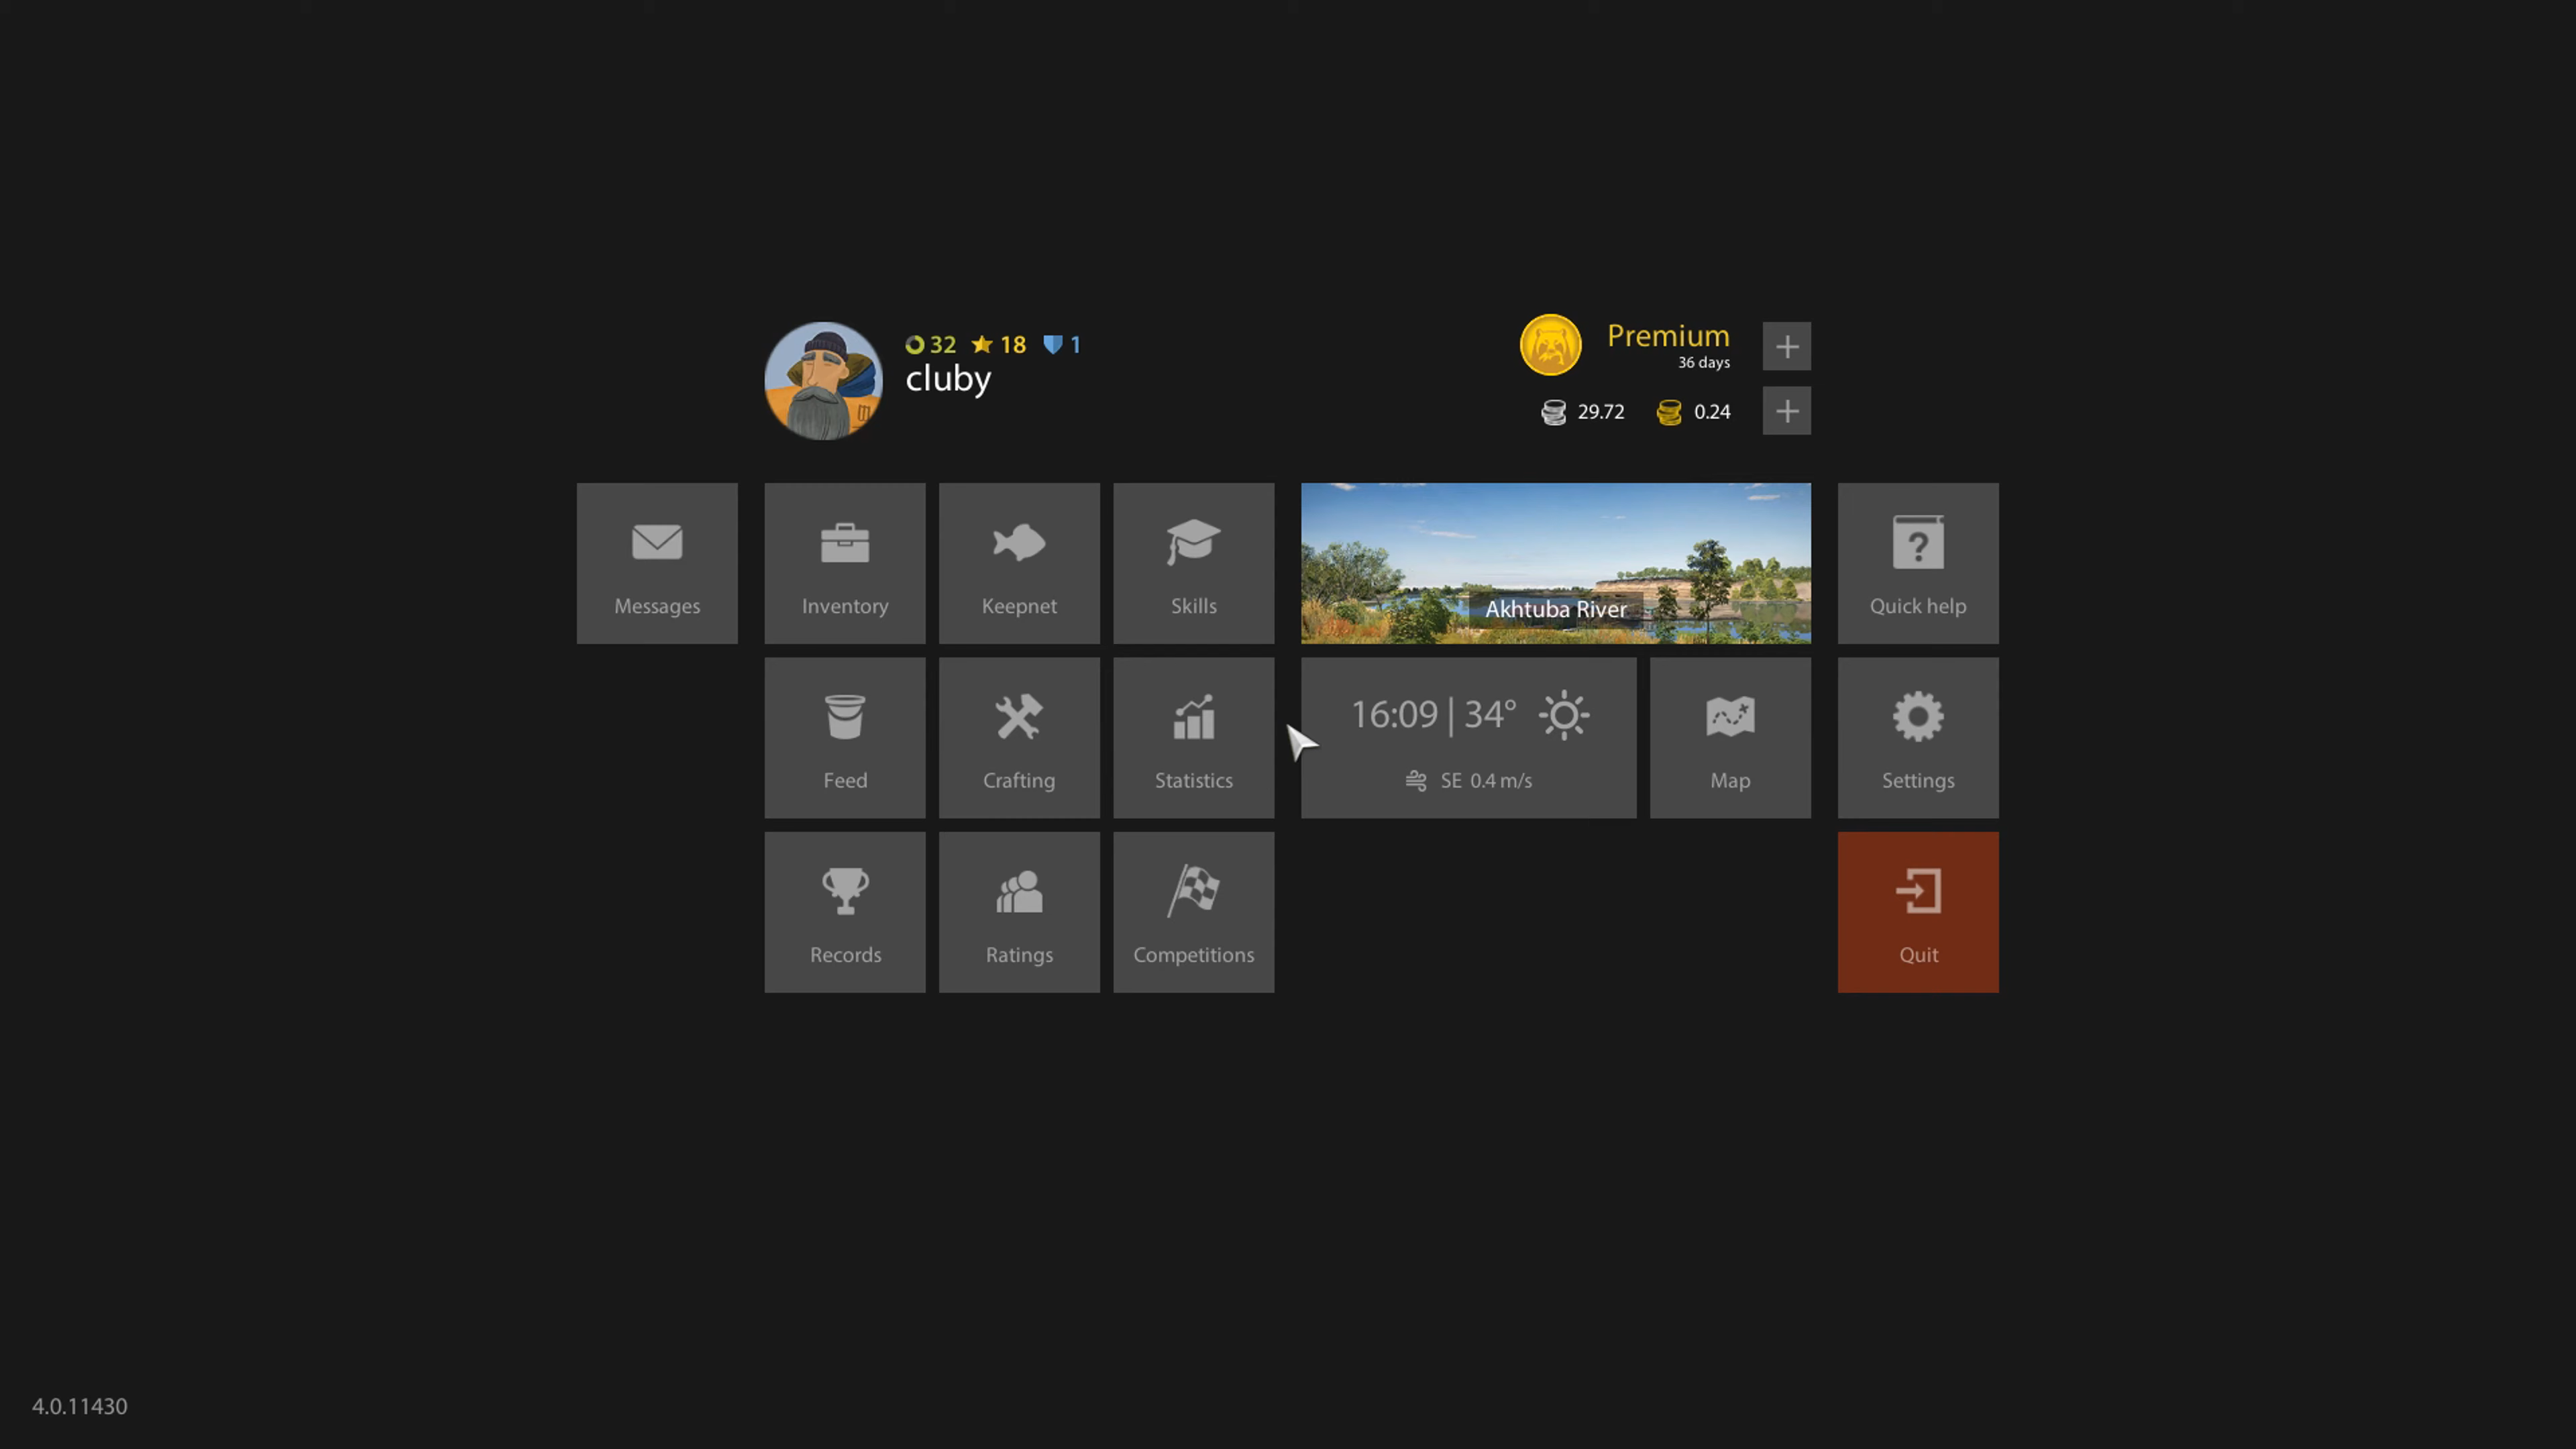 32 18 1
cluby
Premium
36 days
29.72 0.24
Messages
Inventory
Keepnet
Skills
Akhtuba River
Quick help
Feed
Crafting
Statistics
16:09 | 34°
SE 0.4 m/s
Map
Settings
Records
Ratings
Competitions
Quit
4.0.11430